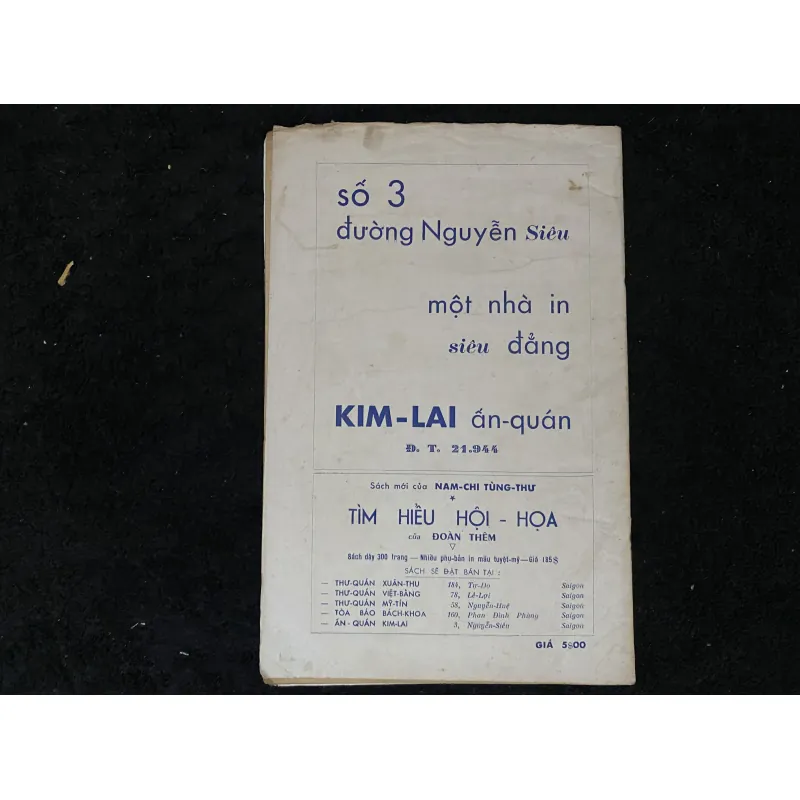 số 3
đường Nguyễn Siêu
một nhà in
siêu đẳng
KIM-LAI ấn-quán
Đ. T. 21.944
Sách mới của NAM-CHI TÙNG-THƯ
*
TÌM HIỀU HỘI - HỌA
của ĐOÀN THÊM
Sách dày 300 trang — Nhiều phụ-bản in mầu tuyệt-mỹ — Giá 135$
SÁCH SẼ ĐẶT BÁN TẠI :
— THƯ-QUÁN XUÂN-THU 184, Tự-Do Saigon
— THƯ-QUÁN VIỆT-BẰNG 78, Lê-Lợi Saigon
— THƯ-QUÁN MỸ-TÍN 58, Nguyễn-Huệ Saigon
— TÒA BÁO BÁCH-KHOA 160, Phan Đình Phùng Saigon
— ẤN-QUÁN KIM-LAI 3, Nguyễn-Siêu Saigon
GIÁ 5$00